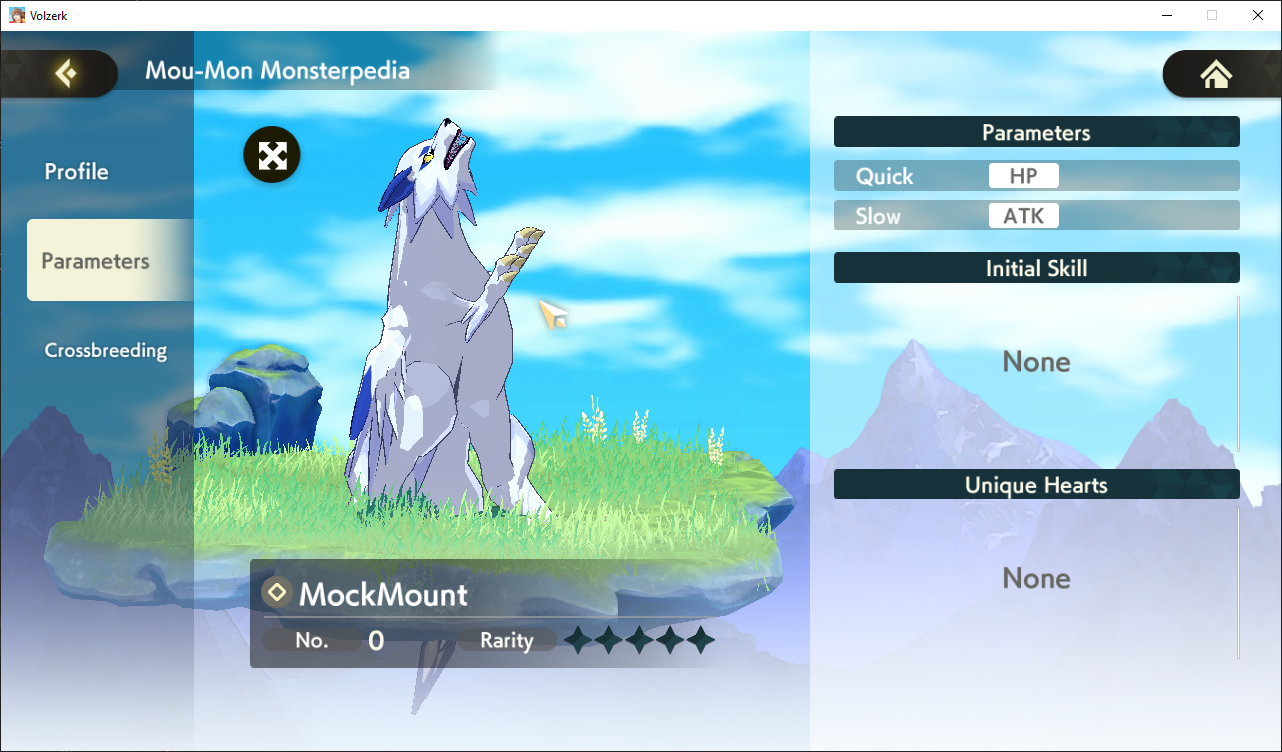 Volzerk
Mou-Mon Monsterpedia
Profile
Parameters
Crossbreeding
MockMount
No. 0 Rarity
Parameters
Quick HP
Slow ATK
Initial Skill
None
Unique Hearts
None